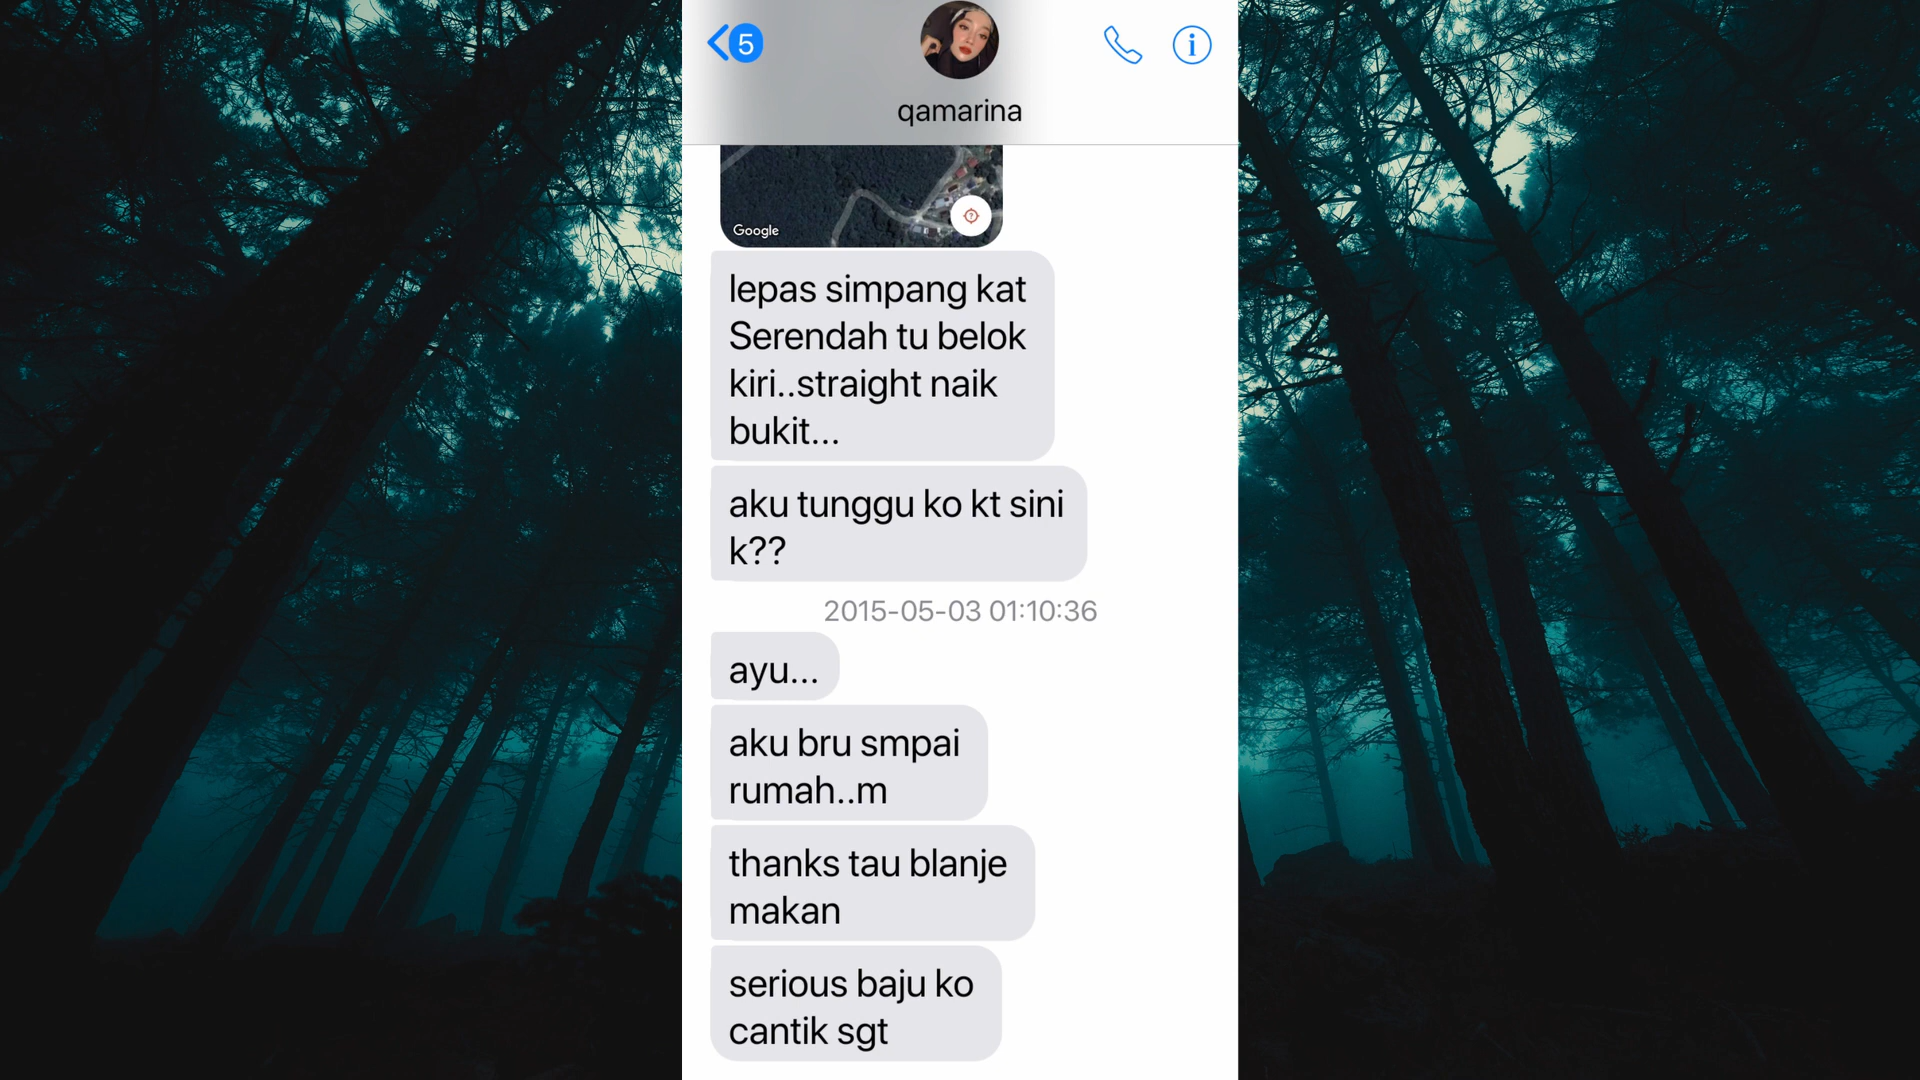 5
qamarina
Google
lepas simpang kat
Serendah tu belok
kiri..straight naik
bukit...
aku tunggu ko kt sini
k??
2015-05-03 01:10:36
ayu...
aku bru smpai
rumah..m
thanks tau blanje
makan
serious baju ko
cantik sgt